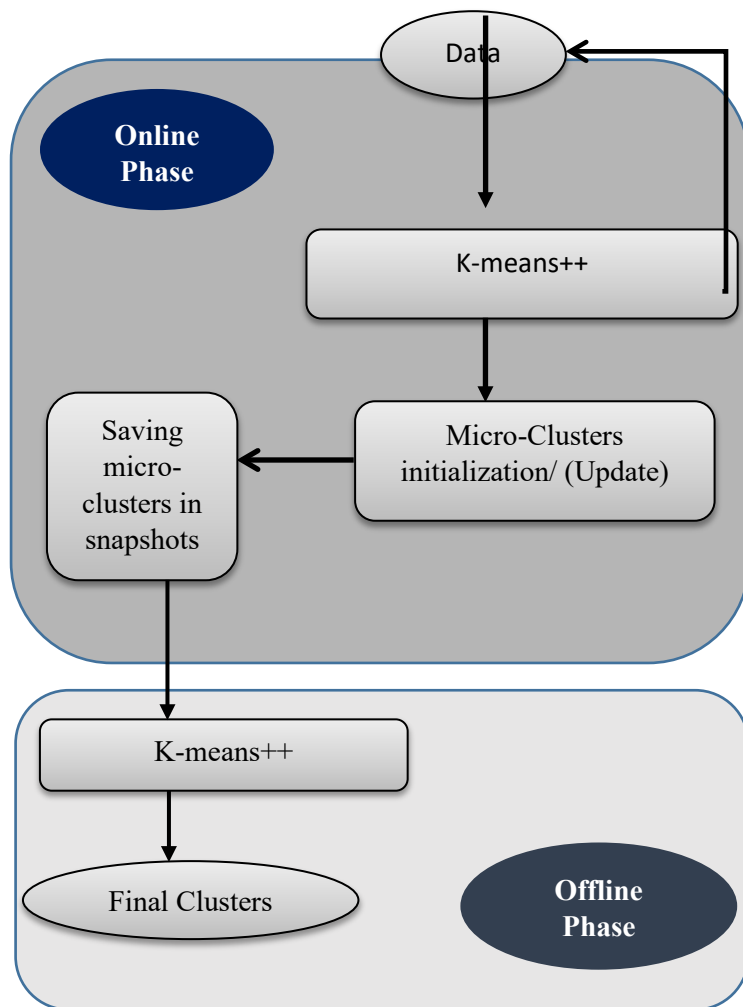 Data
Online
Phase
K-means++
Saving
micro-
clusters in
snapshots
Micro-Clusters
initialization/ (Update)
K-means++
Final Clusters
Offline
Phase